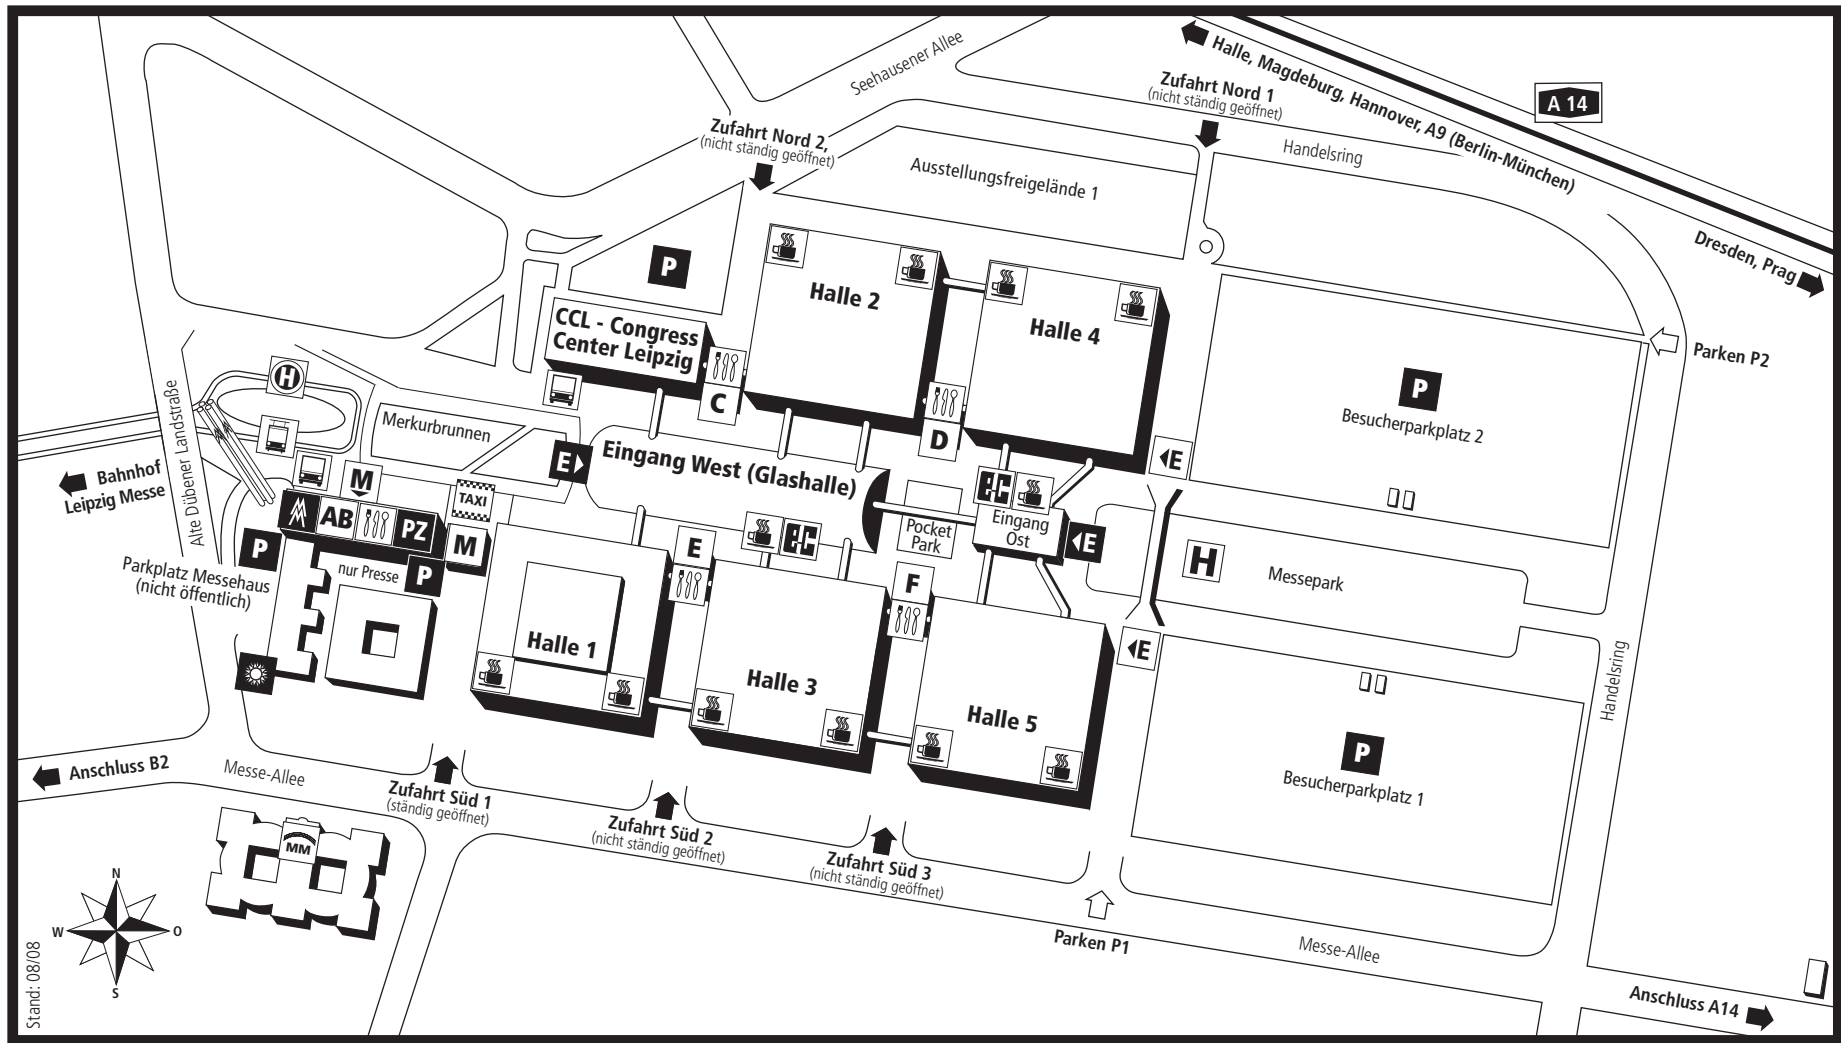 Halle, Magdeburg, Hannover, A9 (Berlin-München)
A 14
Dresden, Prag
Seehausener Allee
Zufahrt Nord 1
(nicht ständig geöffnet)
Handelsring
Zufahrt Nord 2,
(nicht ständig geöffnet)
Ausstellungsfreigelände 1
P
Halle 2
Halle 4
CCL - Congress
Center Leipzig
C
D
Parken P2
P
Besucherparkplatz 2
H
Alte Dübener Landstraße
Merkurbrunnen
E
Eingang West (Glashalle)
E
Bahnhof
Leipzig Messe
M
TAXI
M
AB
PZ
M
P
nur Presse
P
Parkplatz Messehaus
(nicht öffentlich)
EC
Eingang
Ost
E
Pocket
Park
E
EC
F
H
Messepark
E
Halle 1
Halle 3
Halle 5
P
Besucherparkplatz 1
Handelsring
Anschluss B2
Messe-Allee
Zufahrt Süd 1
(ständig geöffnet)
Zufahrt Süd 2
(nicht ständig geöffnet)
Zufahrt Süd 3
(nicht ständig geöffnet)
MM
Parken P1
Messe-Allee
Anschluss A14
N
W
O
S
Stand: 08/08